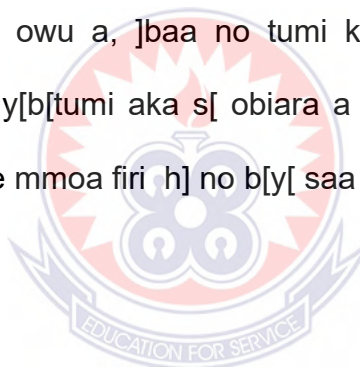 owu a, ]baa no tumi k
y[b[tumi aka s[ obiara a
mmoa firi h] no b[y[ saa
EDUCATION FOR SERVICE